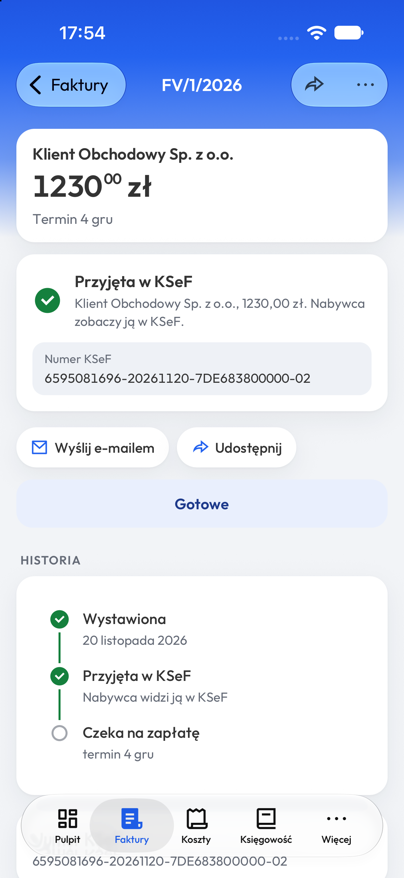 17:54
Faktury
FV/1/2026
Klient Obchodowy Sp. z o.o.
1230⁰⁰ zł
Termin 4 gru
Przyjęta w KSeF
Klient Obchodowy Sp. z o.o., 1230,00 zł. Nabywca
zobaczy ją w KSeF.
Numer KSeF
6595081696-20261120-7DE683800000-02
Wyślij e-mailem
Udostępnij
Gotowe
HISTORIA
Wystawiona
20 listopada 2026
Przyjęta w KSeF
Nabywca widzi ją w KSeF
Czeka na zapłatę
termin 4 gru
Pulpit
Faktury
Koszty
Księgowość
Więcej
6595081696-20261120-7DE683800000-02